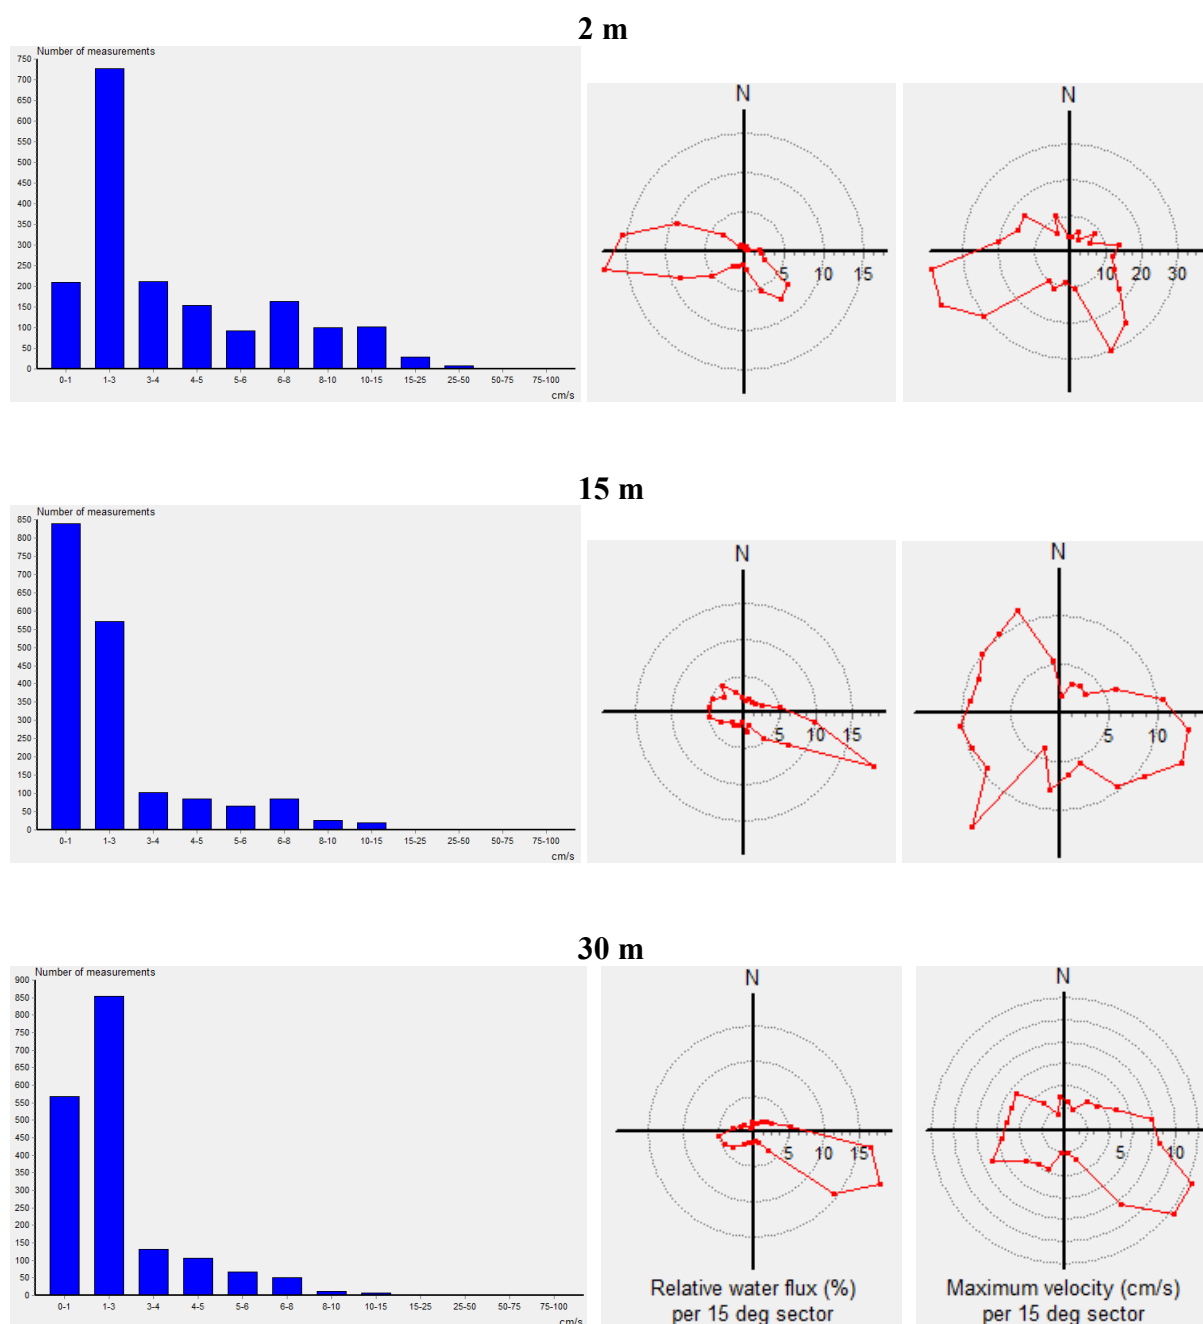 2 m
Number of measurements
750
700
650
600
550
500
450
400
350
300
250
200
150
100
50
0
0-1 1-3 3-4 4-5 5-6 6-8 8-10 10-15 15-25 25-50 50-75 75-100
cm/s
N
5 10 15
N
10 20 30
15 m
Number of measurements
850
800
750
700
650
600
550
500
450
400
350
300
250
200
150
100
50
0
0-1 1-3 3-4 4-5 5-6 6-8 8-10 10-15 15-25 25-50 50-75 75-100
cm/s
N
5 10 15
N
5 10
30 m
Number of measurements
900
850
800
750
700
650
600
550
500
450
400
350
300
250
200
150
100
50
0
0-1 1-3 3-4 4-5 5-6 6-8 8-10 10-15 15-25 25-50 50-75 75-100
cm/s
N
5 10 15
Relative water flux (%)
per 15 deg sector
N
5 10
Maximum velocity (cm/s)
per 15 deg sector